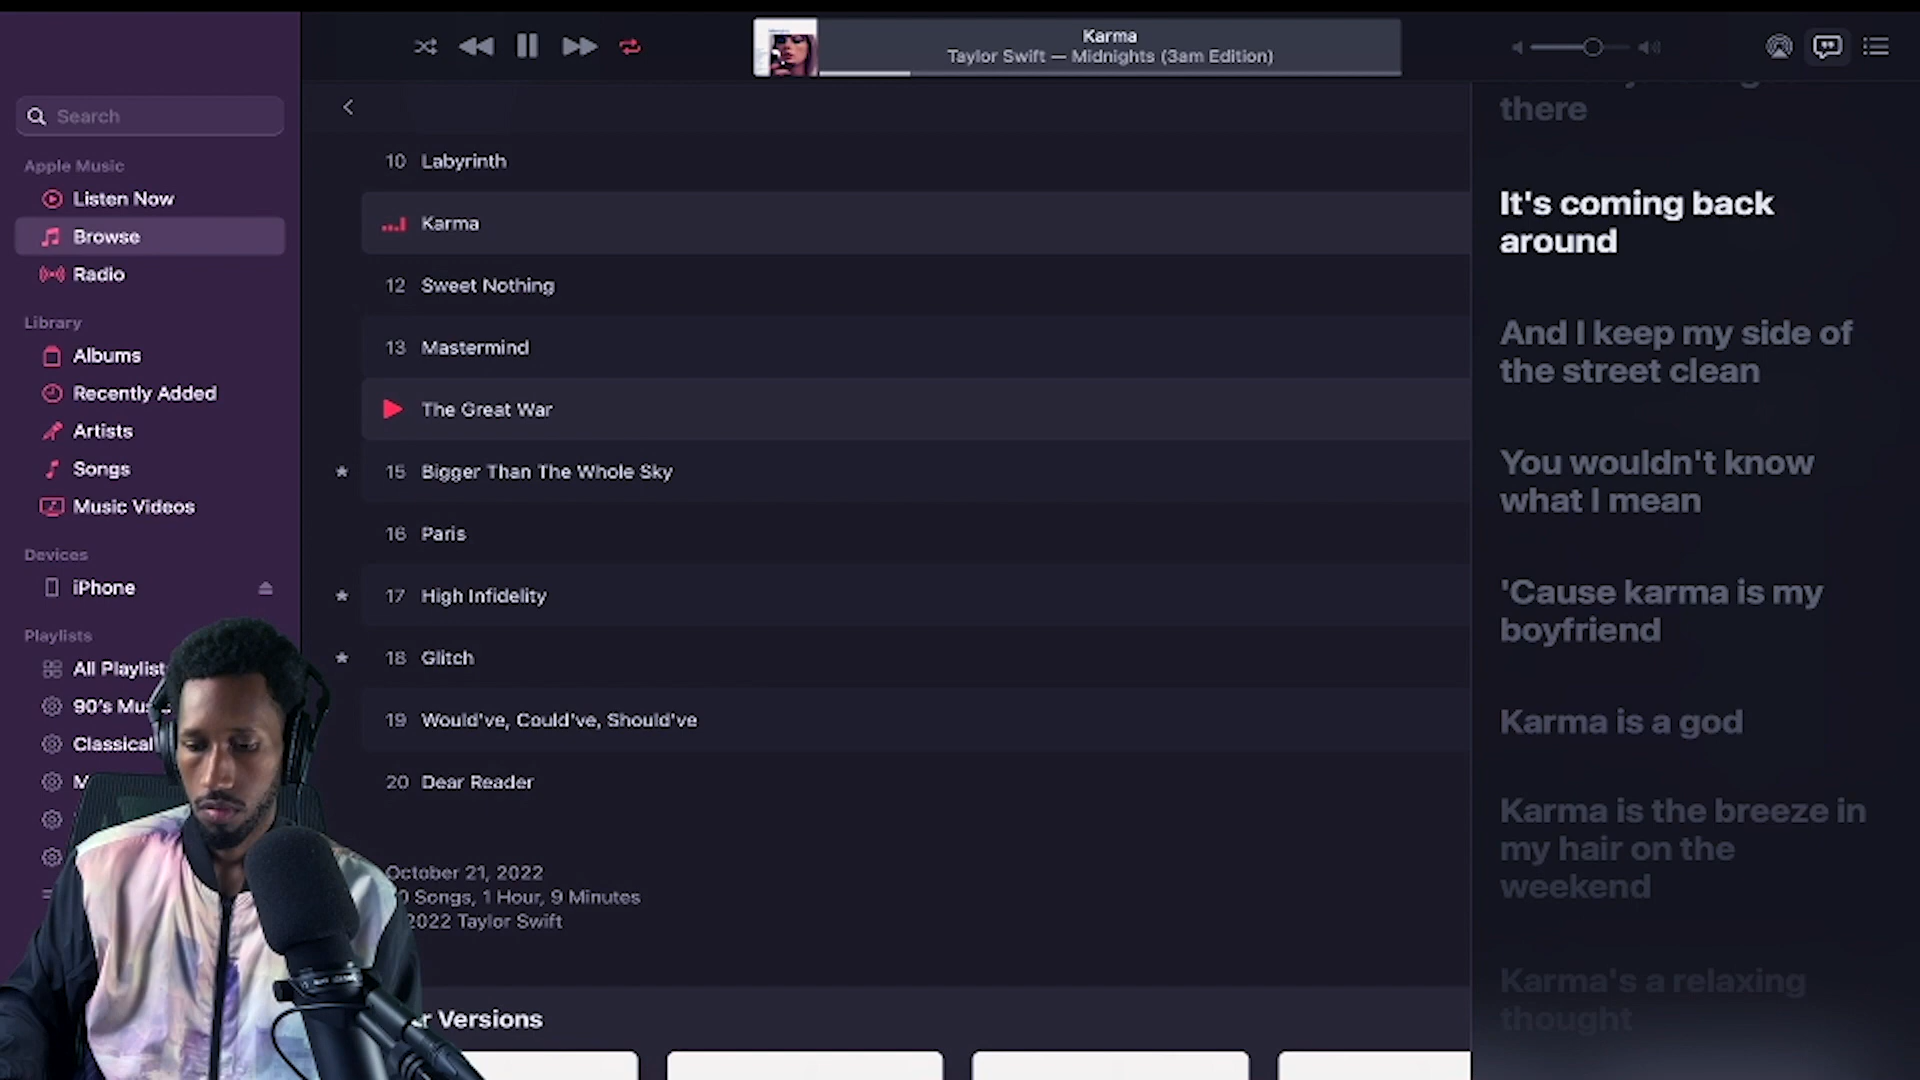 Karma
Taylor Swift — Midnights (3am Edition)
Search
Apple Music
Listen Now
Browse
Radio
Library
Albums
Recently Added
Artists
Songs
Music Videos
Devices
iPhone
Playlists
All Playlist
90's Mus
Classical
10 Labyrinth
Karma
12 Sweet Nothing
13 Mastermind
The Great War
★ 15 Bigger Than The Whole Sky
16 Paris
★ 17 High Infidelity
★ 18 Glitch
19 Would've, Could've, Should've
20 Dear Reader
October 21, 2022
0 Songs, 1 Hour, 9 Minutes
2022 Taylor Swift
r Versions
there
It's coming back
around
And I keep my side of
the street clean
You wouldn't know
what I mean
'Cause karma is my
boyfriend
Karma is a god
Karma is the breeze in
my hair on the
weekend
Karma's a relaxing
thought